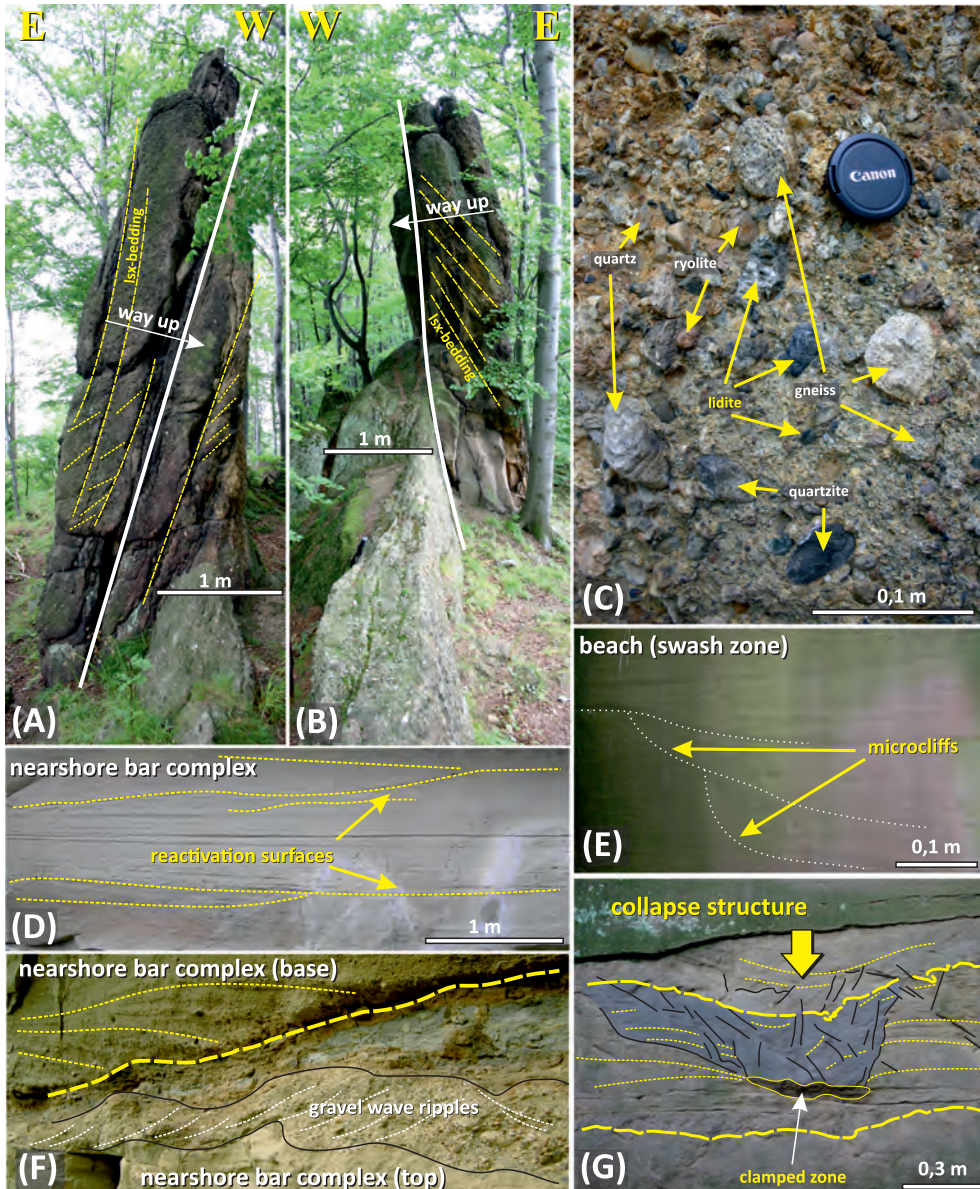 E
W
lsx-bedding
way up
1 m
(A)
W
E
way up
lsx-bedding
1 m
(B)
Canon
quartz
ryolite
lidite
gneiss
quartzite
(C)
0,1 m
nearshore bar complex
reactivation surfaces
(D)
1 m
beach (swash zone)
microcliffs
(E)
0,1 m
nearshore bar complex (base)
gravel wave ripples
(F)
nearshore bar complex (top)
collapse structure
(G)
clamped zone
0,3 m